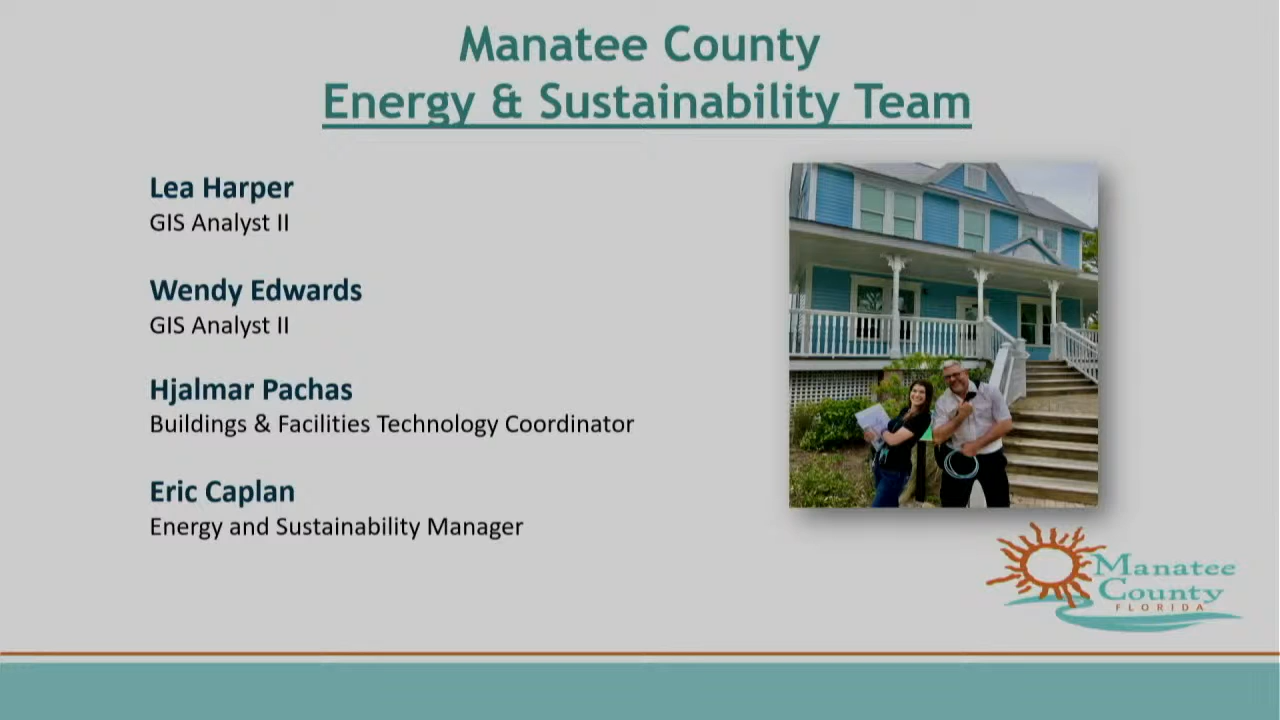 Manatee County
Energy & Sustainability Team
Lea Harper
GIS Analyst II
Wendy Edwards
GIS Analyst II
Hjalmar Pachas
Buildings & Facilities Technology Coordinator
Eric Caplan
Energy and Sustainability Manager
Manatee
County
FLORIDA